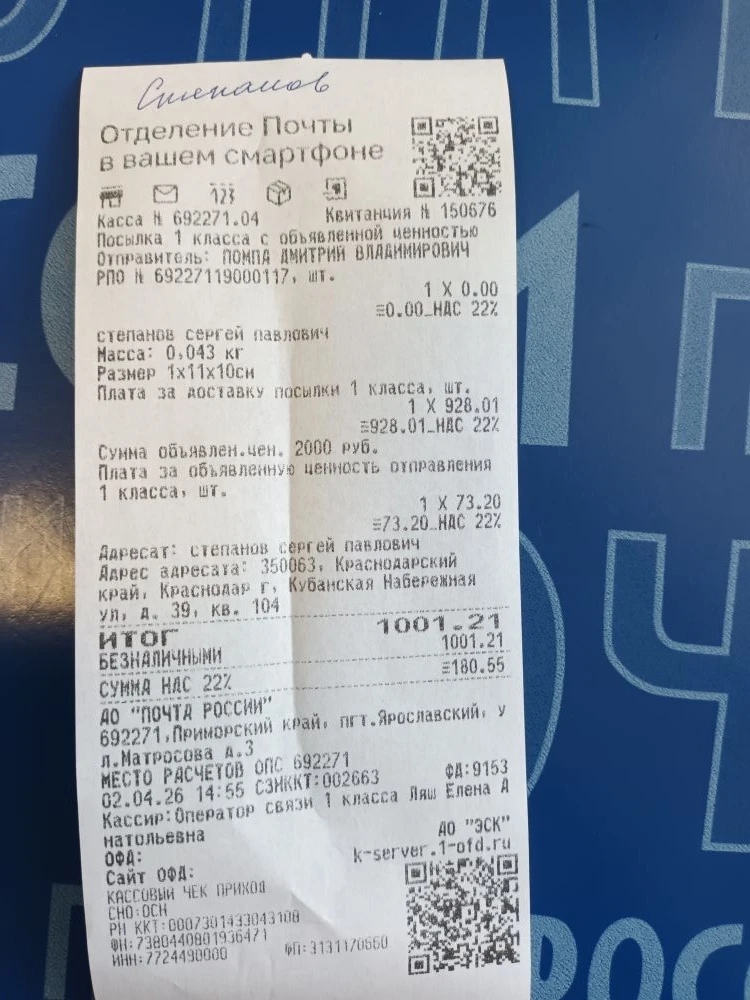 Степанов
Отделение Почты
в вашем смартфоне
Касса № 692271.04 Квитанция № 150676
Посылка 1 класса с объявленной ценностью
Отправитель: ПОМПА ДМИТРИЙ ВЛАДИМИРОВИЧ
РПО № 69227119000117, шт.
1 X 0.00
≡0.00_НДС 22%
степанов сергей павлович
Масса: 0,043 кг
Размер 1x11x10см
Плата за доставку посылки 1 класса, шт.
1 X 928.01
≡928.01_НДС 22%
Сумма объявлен.цен. 2000 руб.
Плата за объявленную ценность отправления
1 класса, шт.
1 X 73.20
≡73.20_НДС 22%
Адресат: степанов сергей павлович
Адрес адресата: 350063, Краснодарский
край, Краснодар г, Кубанская Набережная
ул, д. 39, кв. 104
ИТОГ 1001.21
БЕЗНАЛИЧНЫМИ 1001.21
СУММА НДС 22% ≡180.55
АО "ПОЧТА РОССИИ"
692271,Приморский край, пгт.Ярославский, у
л.Матросова д.3
МЕСТО РАСЧЕТОВ ОПС 692271
02.04.26 14:55 СЗНККТ:002663 ФД:9153
Кассир:Оператор связи 1 класса Ляш Елена А
натольевна
ОФД: АО "ЭСК"
Сайт ОФД: k-server.1-ofd.ru
КАССОВЫЙ ЧЕК ПРИХОД
СНО:ОСН
РН ККТ:0007301433043108
ФН:7380440801936471
ИНН:7724490000 ФП:3131170660